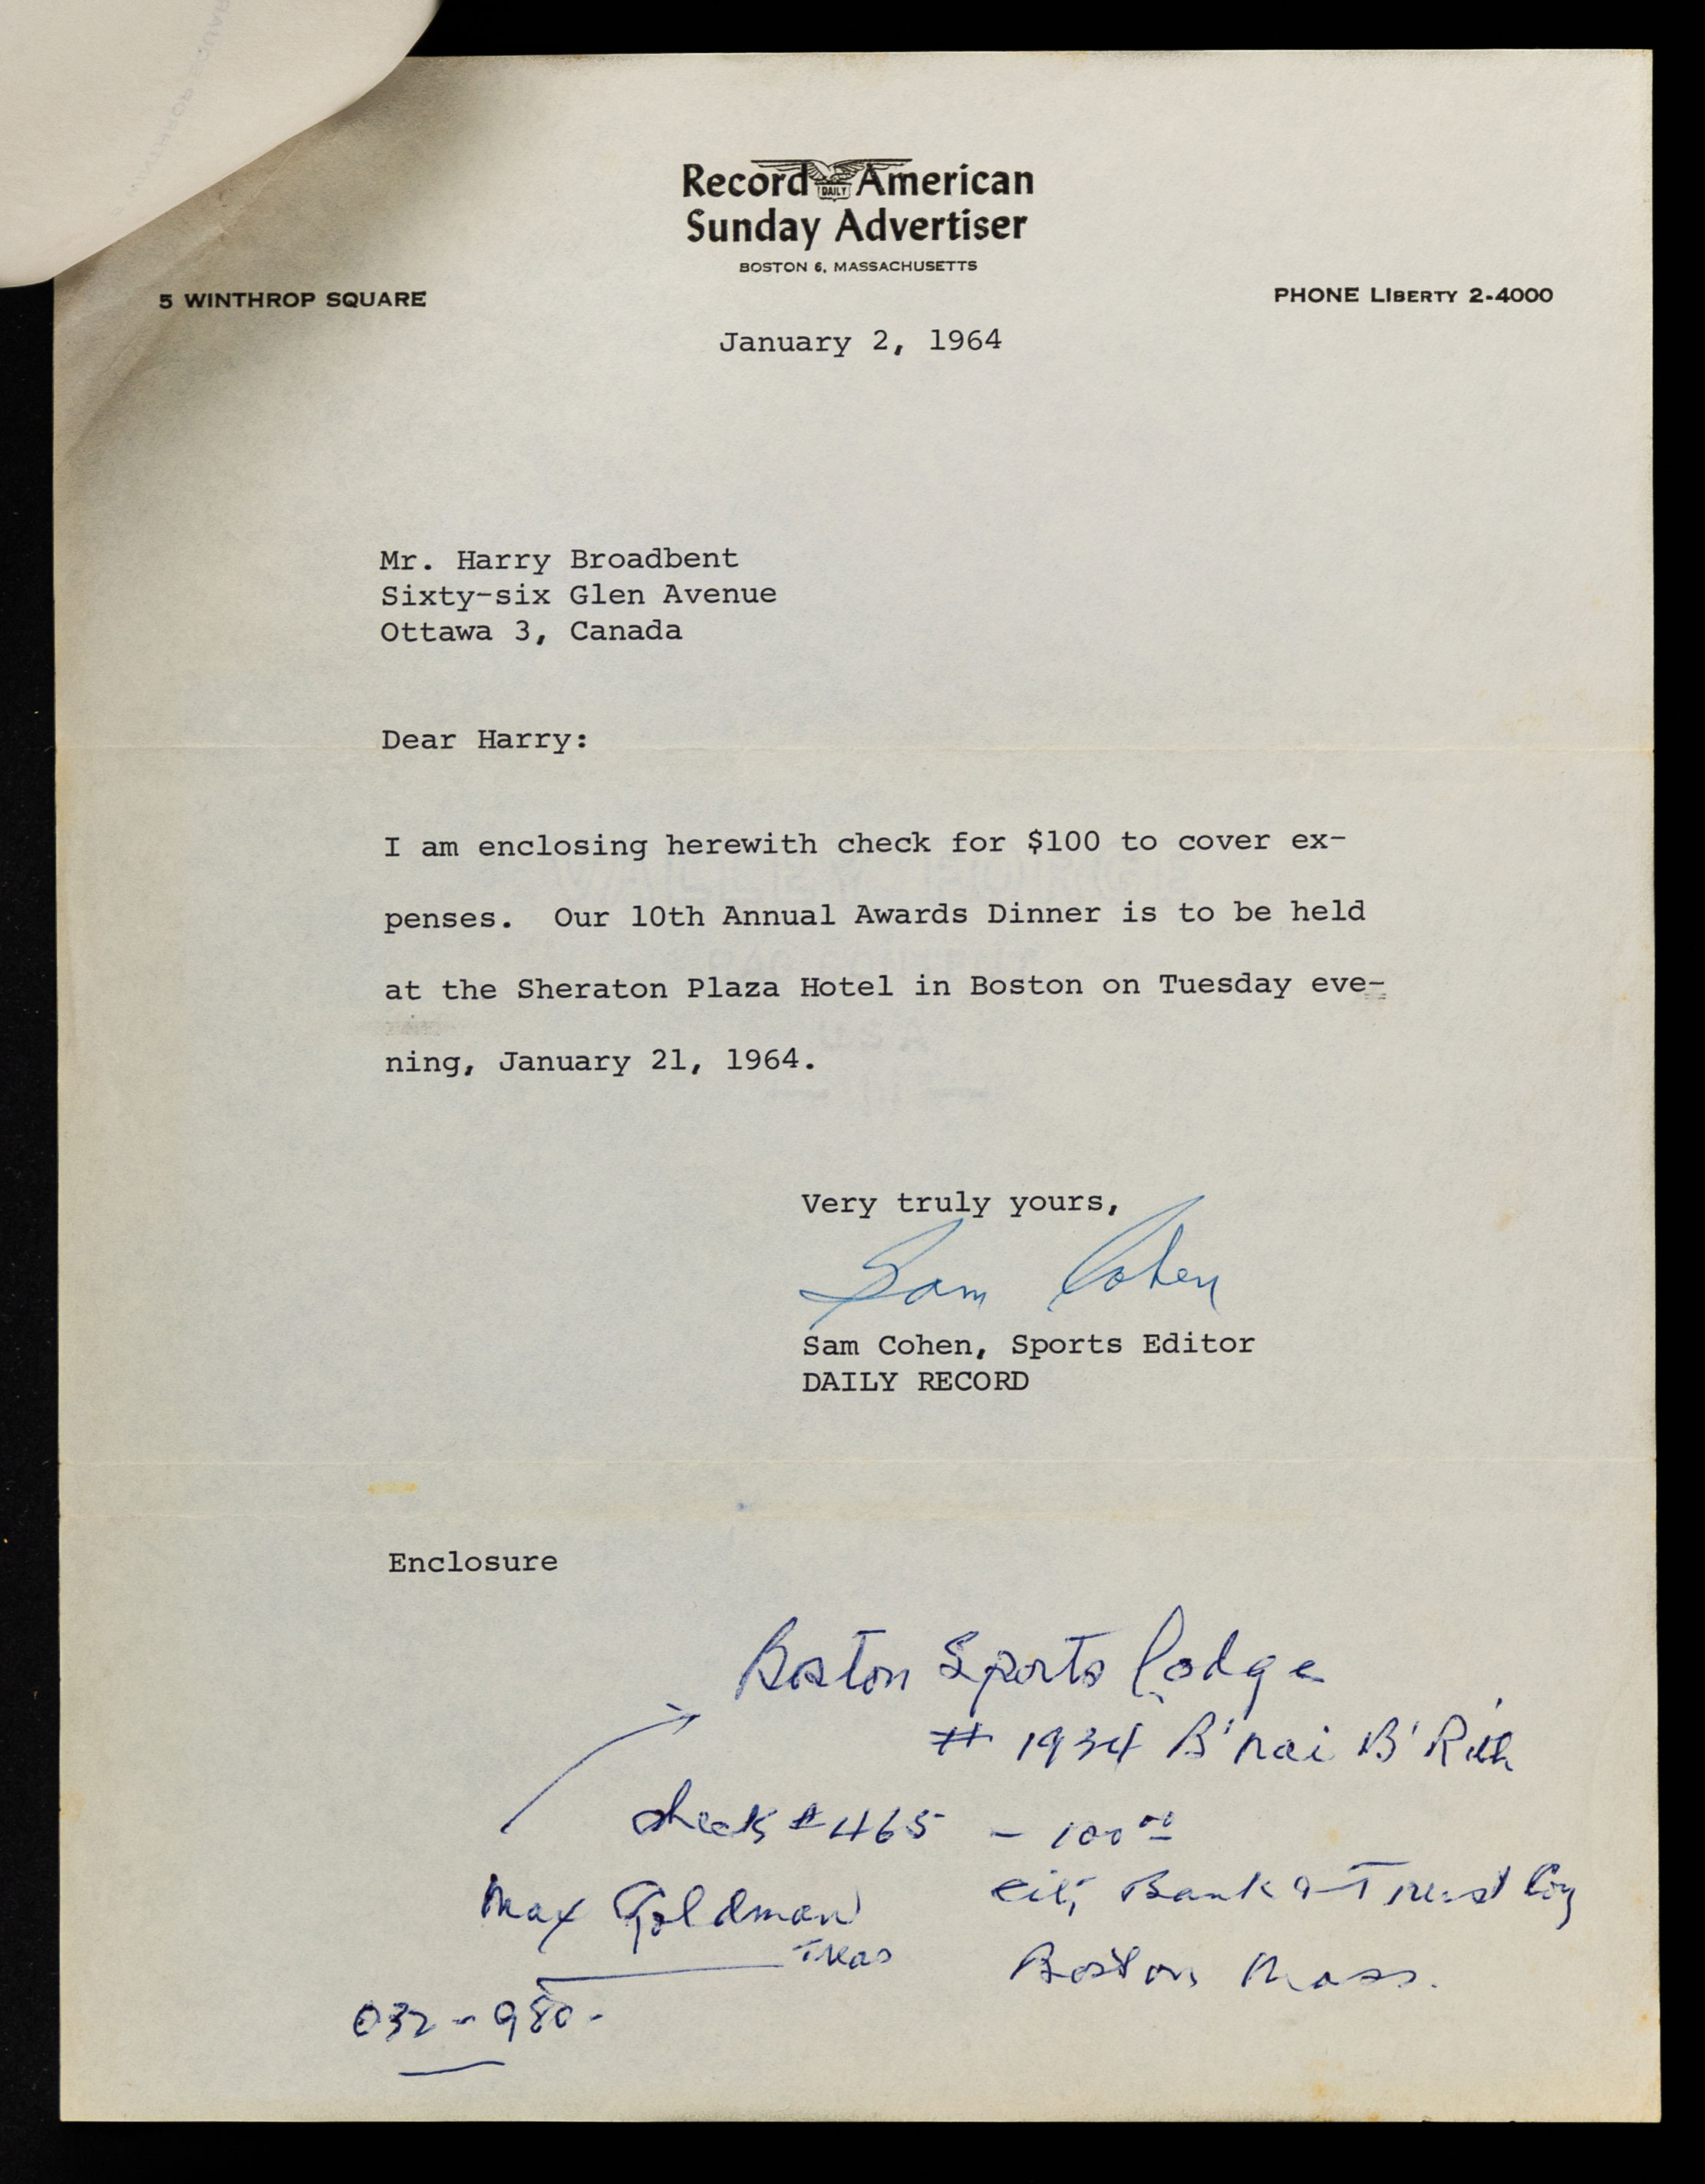 Record DAILY American
Sunday Advertiser
BOSTON 6, MASSACHUSETTS
5 WINTHROP SQUARE
PHONE LIBERTY 2-4000
January 2, 1964
Mr. Harry Broadbent
Sixty-six Glen Avenue
Ottawa 3, Canada
Dear Harry:
I am enclosing herewith check for $100 to cover ex-
penses. Our 10th Annual Awards Dinner is to be held
at the Sheraton Plaza Hotel in Boston on Tuesday eve-
ning, January 21, 1964.
Very truly yours,
Sam Cohen
Sam Cohen, Sports Editor
DAILY RECORD
Enclosure
Boston Sports Lodge
# 1934 B'nai B'Rith
check #465 - 100 00
Max Goldman
Treas
City Bank & Trust Coy
Boston Mass.
032-980-